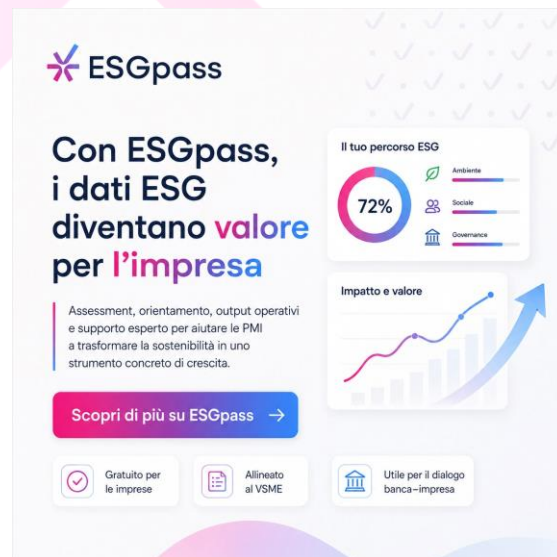 ESGpass
Con ESGpass,
i dati ESG
diventano valore
per l’impresa
Assessment, orientamento, output operativi
e supporto esperto per aiutare le PMI
a trasformare la sostenibilità in uno
strumento concreto di crescita.
Scopri di più su ESGpass
Il tuo percorso ESG
72%
Ambiente
Sociale
Governance
Impatto e valore
Gratuito per
le imprese
Allineato
al VSME
Utile per il dialogo
banca–impresa